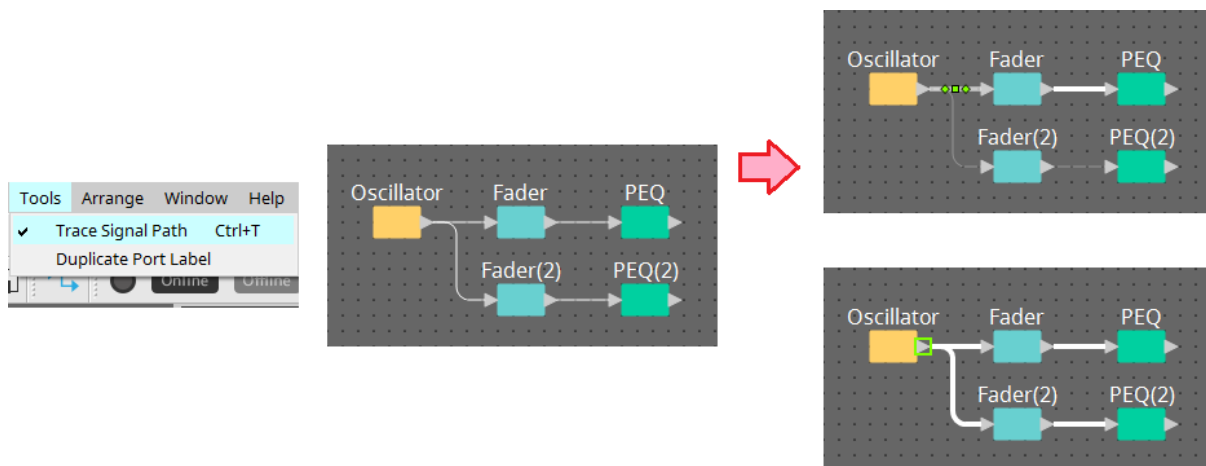 Tools Arrange Window Help
✓ Trace Signal Path Ctrl+T
Duplicate Port Label
Online Offline
Oscillator Fader PEQ
Fader(2) PEQ(2)
Oscillator Fader PEQ
Fader(2) PEQ(2)
Oscillator Fader PEQ
Fader(2) PEQ(2)